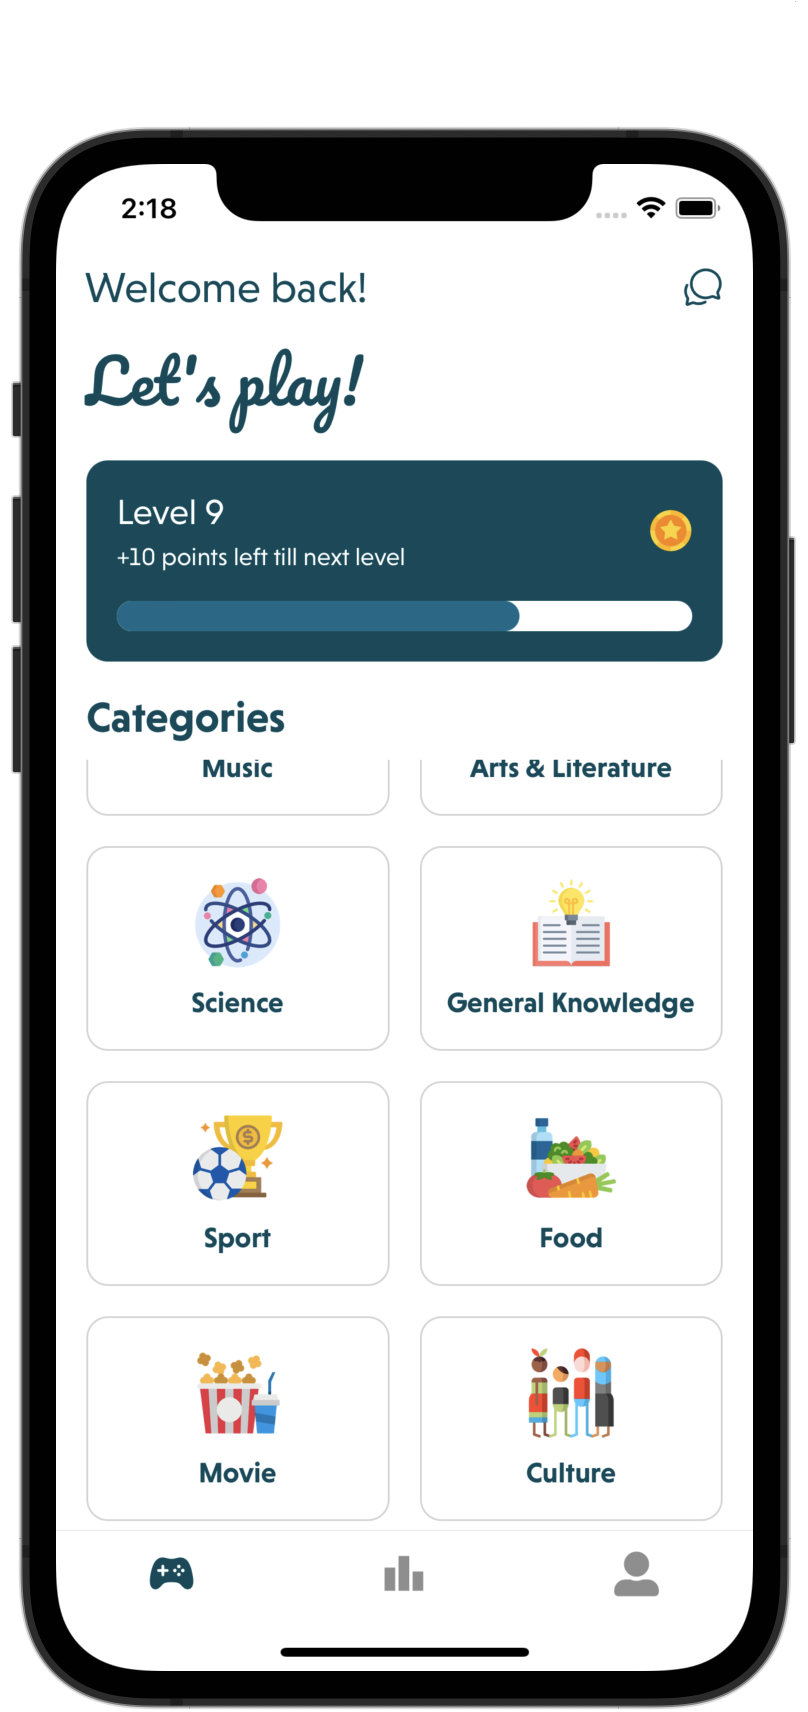 2:18
Welcome back!
Let's play!
Level 9
+10 points left till next level
Categories
Music
Arts & Literature
Science
General Knowledge
$
Sport
Food
Movie
Culture